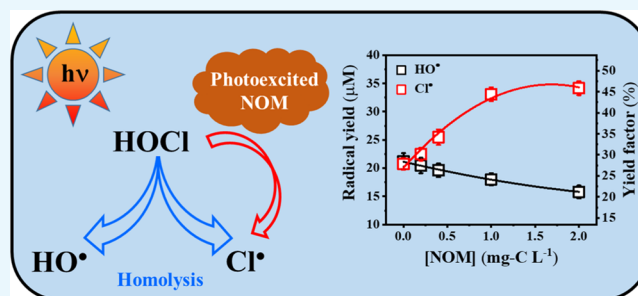 hν
Photoexcited
NOM
HOCl
HO•
Cl•
Homolysis
HO•
Cl•
Radical yield (μM)
40
35
30
25
20
15
10
Yield factor (%)
50
45
40
35
30
25
20
15
0.0 0.5 1.0 1.5 2.0
[NOM] (mg-C L⁻¹)